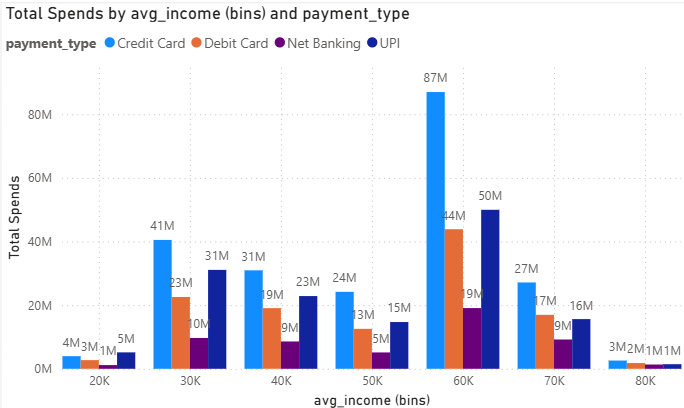 Total Spends by avg_income (bins) and payment_type
payment_type Credit Card Debit Card Net Banking UPI
87M
80M
60M
50M
44M
41M
40M
31M 31M
27M
24M
23M 23M
20M
19M 19M
17M 16M
15M
13M
10M 9M 9M
4M 3M 1M 5M 5M 3M 2M 1M 1M
0M
20K 30K 40K 50K 60K 70K 80K
Total Spends
avg_income (bins)